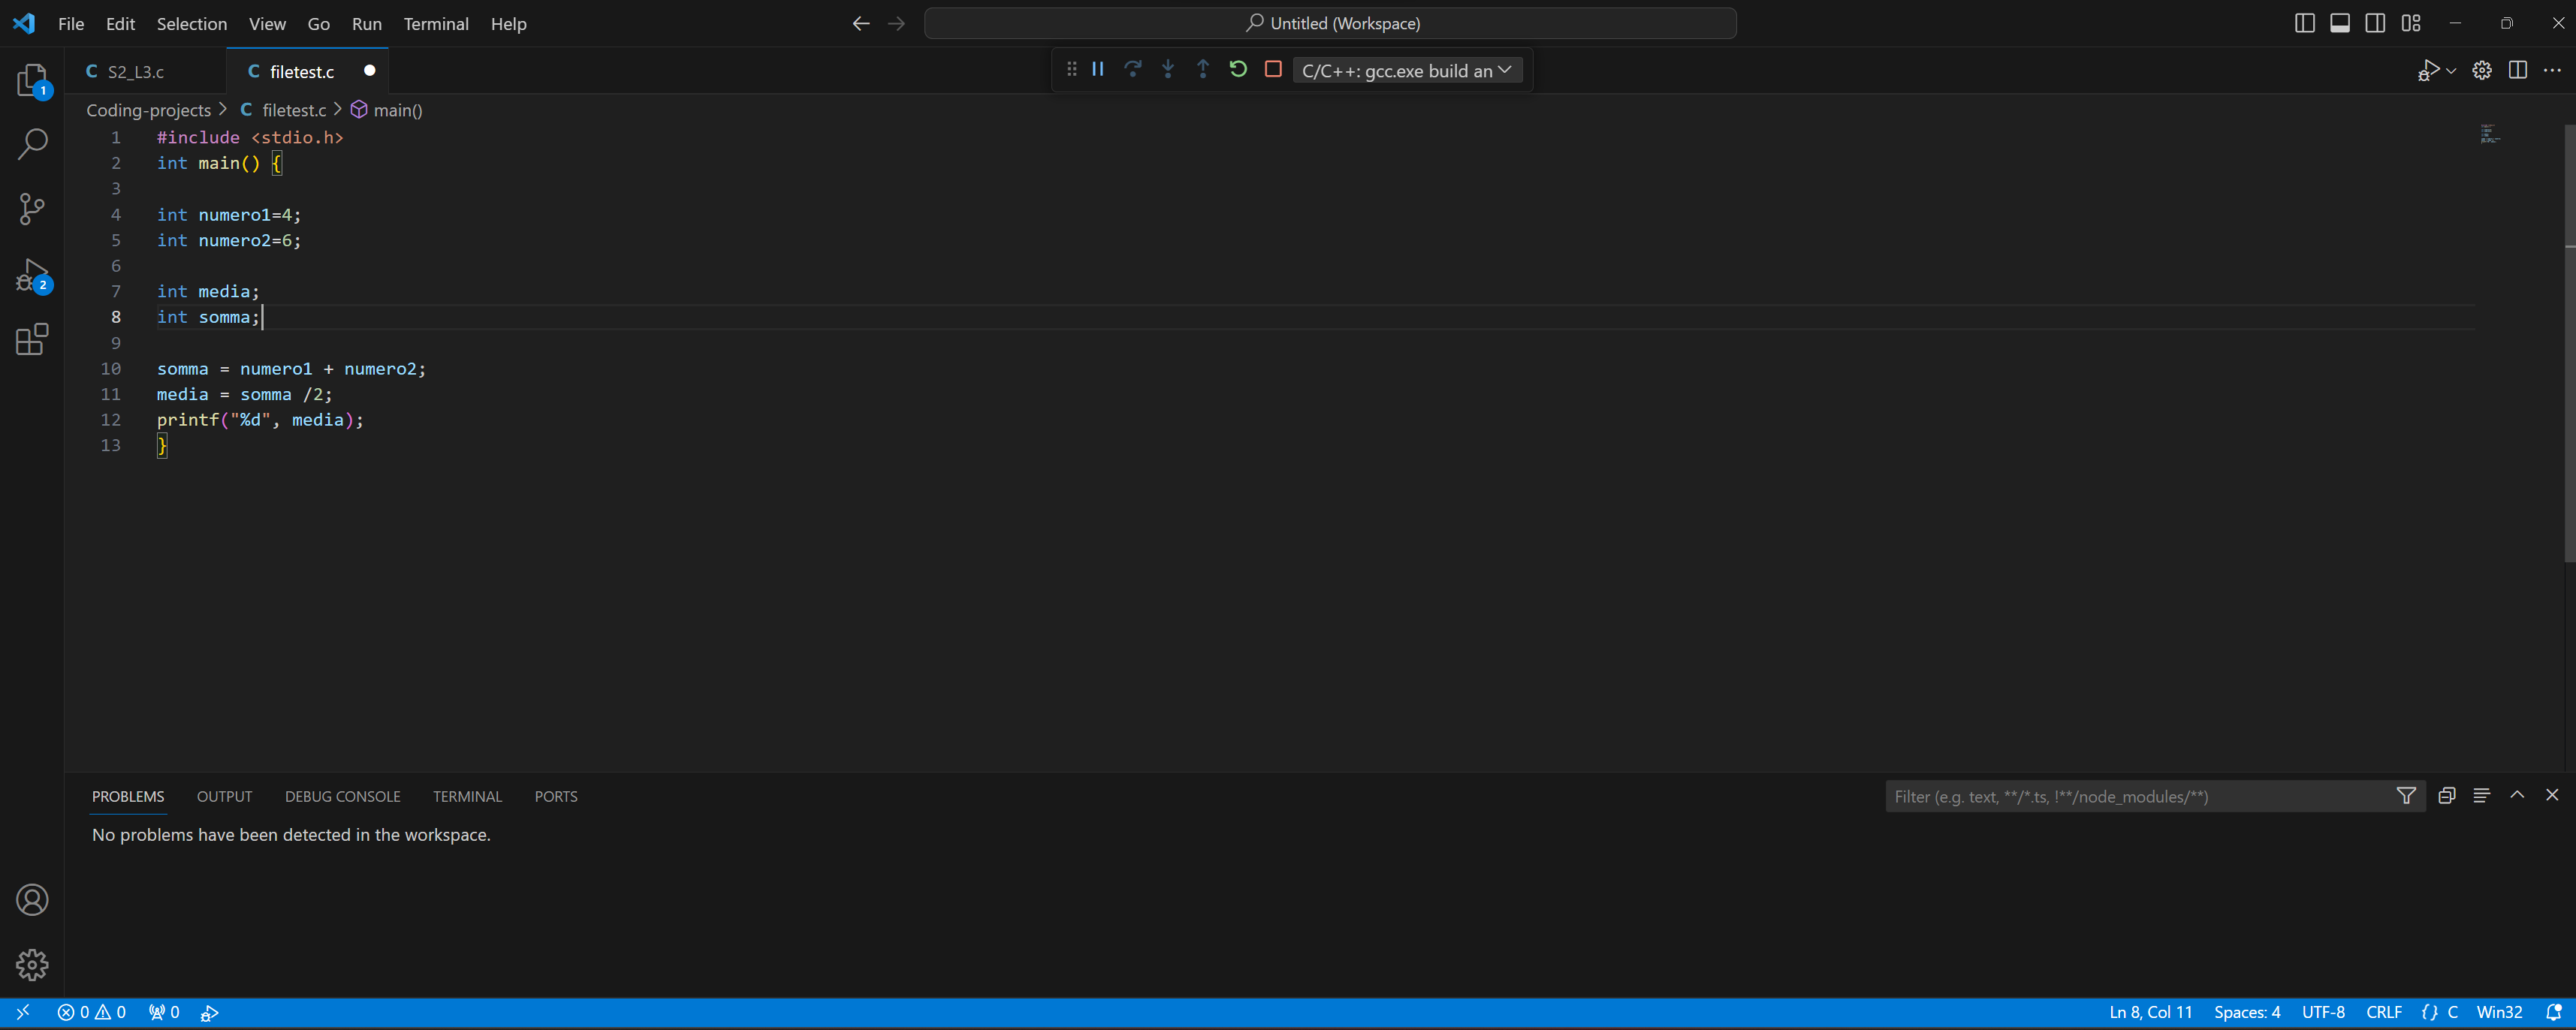 File Edit Selection View Go Run Terminal Help
Untitled (Workspace)
S2_L3.c
filetest.c
C/C++: gcc.exe build an
Coding-projects > C filetest.c > main()
1 #include <stdio.h>
2 int main() {
3
4 int numero1=4;
5 int numero2=6;
6
7 int media;
8 int somma;
9
10 somma = numero1 + numero2;
11 media = somma /2;
12 printf("%d", media);
13 }
1
2
PROBLEMS OUTPUT DEBUG CONSOLE TERMINAL PORTS
Filter (e.g. text, **/*.ts, !**/node_modules/**)
No problems have been detected in the workspace.
0 0 0
Ln 8, Col 11 Spaces: 4 UTF-8 CRLF {} C Win32